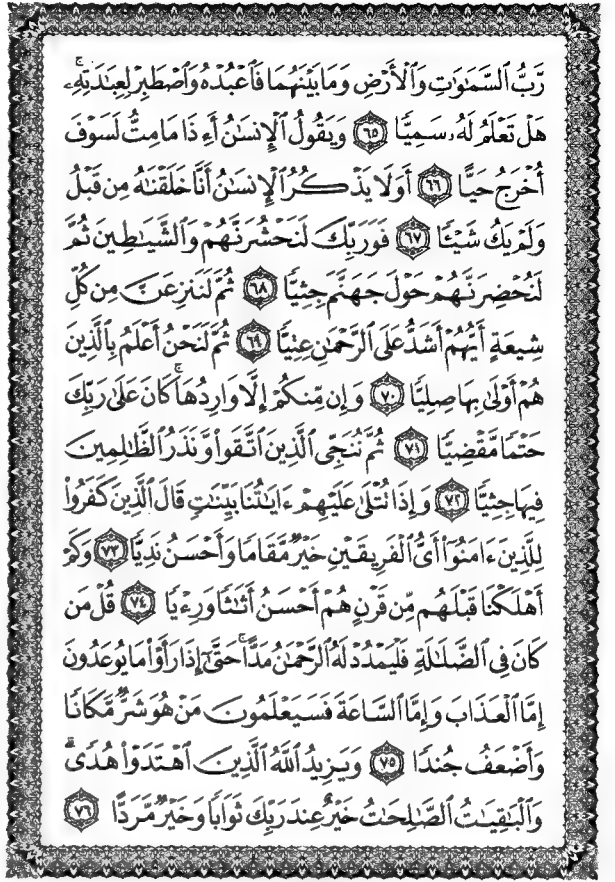 رَّبُّ ٱلسَّمَٰوَٰتِ وَٱلْأَرْضِ وَمَا بَيْنَهُمَا فَٱعْبُدْهُ وَٱصْطَبِرْ لِعِبَٰدَتِهِۦۚ
هَلْ تَعْلَمُ لَهُۥ سَمِيًّا ٦٥ وَيَقُولُ ٱلْإِنسَٰنُ أَءِذَا مَا مِتُّ لَسَوْفَ
أُخْرَجُ حَيًّا ٦٦ أَوَلَا يَذْكُرُ ٱلْإِنسَٰنُ أَنَّا خَلَقْنَٰهُ مِن قَبْلُ
وَلَمْ يَكُ شَيْـًٔا ٦٧ فَوَرَبِّكَ لَنَحْشُرَنَّهُمْ وَٱلشَّيَٰطِينَ ثُمَّ
لَنُحْضِرَنَّهُمْ حَوْلَ جَهَنَّمَ جِثِيًّا ٦٨ ثُمَّ لَنَنزِعَنَّ مِن كُلِّ
شِيعَةٍ أَيُّهُمْ أَشَدُّ عَلَى ٱلرَّحْمَٰنِ عِتِيًّا ٦٩ ثُمَّ لَنَحْنُ أَعْلَمُ بِٱلَّذِينَ
هُمْ أَوْلَىٰ بِهَا صِلِيًّا ٧٠ وَإِن مِّنكُمْ إِلَّا وَارِدُهَاۚ كَانَ عَلَىٰ رَبِّكَ
حَتْمًا مَّقْضِيًّا ٧١ ثُمَّ نُنَجِّى ٱلَّذِينَ ٱتَّقَوا۟ وَّنَذَرُ ٱلظَّٰلِمِينَ
فِيهَا جِثِيًّا ٧٢ وَإِذَا تُتْلَىٰ عَلَيْهِمْ ءَايَٰتُنَا بَيِّنَٰتٍ قَالَ ٱلَّذِينَ كَفَرُوا۟
لِلَّذِينَ ءَامَنُوٓا۟ أَىُّ ٱلْفَرِيقَيْنِ خَيْرٌ مَّقَامًا وَأَحْسَنُ نَدِيًّا ٧٣ وَكَمْ
أَهْلَكْنَا قَبْلَهُم مِّن قَرْنٍ هُمْ أَحْسَنُ أَثَٰثًا وَرِءْيًا ٧٤ قُلْ مَن
كَانَ فِى ٱلضَّلَٰلَةِ فَلْيَمْدُدْ لَهُ ٱلرَّحْمَٰنُ مَدًّاۚ حَتَّىٰٓ إِذَا رَأَوْا۟ مَا يُوعَدُونَ
إِمَّا ٱلْعَذَابَ وَإِمَّا ٱلسَّاعَةَ فَسَيَعْلَمُونَ مَنْ هُوَ شَرٌّ مَّكَانًا
وَأَضْعَفُ جُندًا ٧٥ وَيَزِيدُ ٱللَّهُ ٱلَّذِينَ ٱهْتَدَوْا۟ هُدًىۗ
وَٱلْبَٰقِيَٰتُ ٱلصَّٰلِحَٰتُ خَيْرٌ عِندَ رَبِّكَ ثَوَابًا وَخَيْرٌ مَّرَدًّا ٧٦